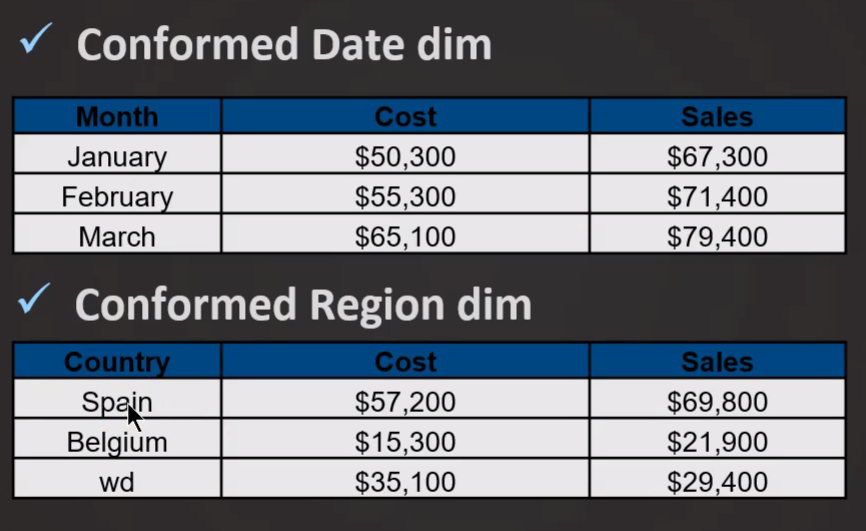 Conformed Date dim
Month Cost Sales
January $50,300 $67,300
February $55,300 $71,400
March $65,100 $79,400
Conformed Region dim
Country Cost Sales
Spain $57,200 $69,800
Belgium $15,300 $21,900
wd $35,100 $29,400